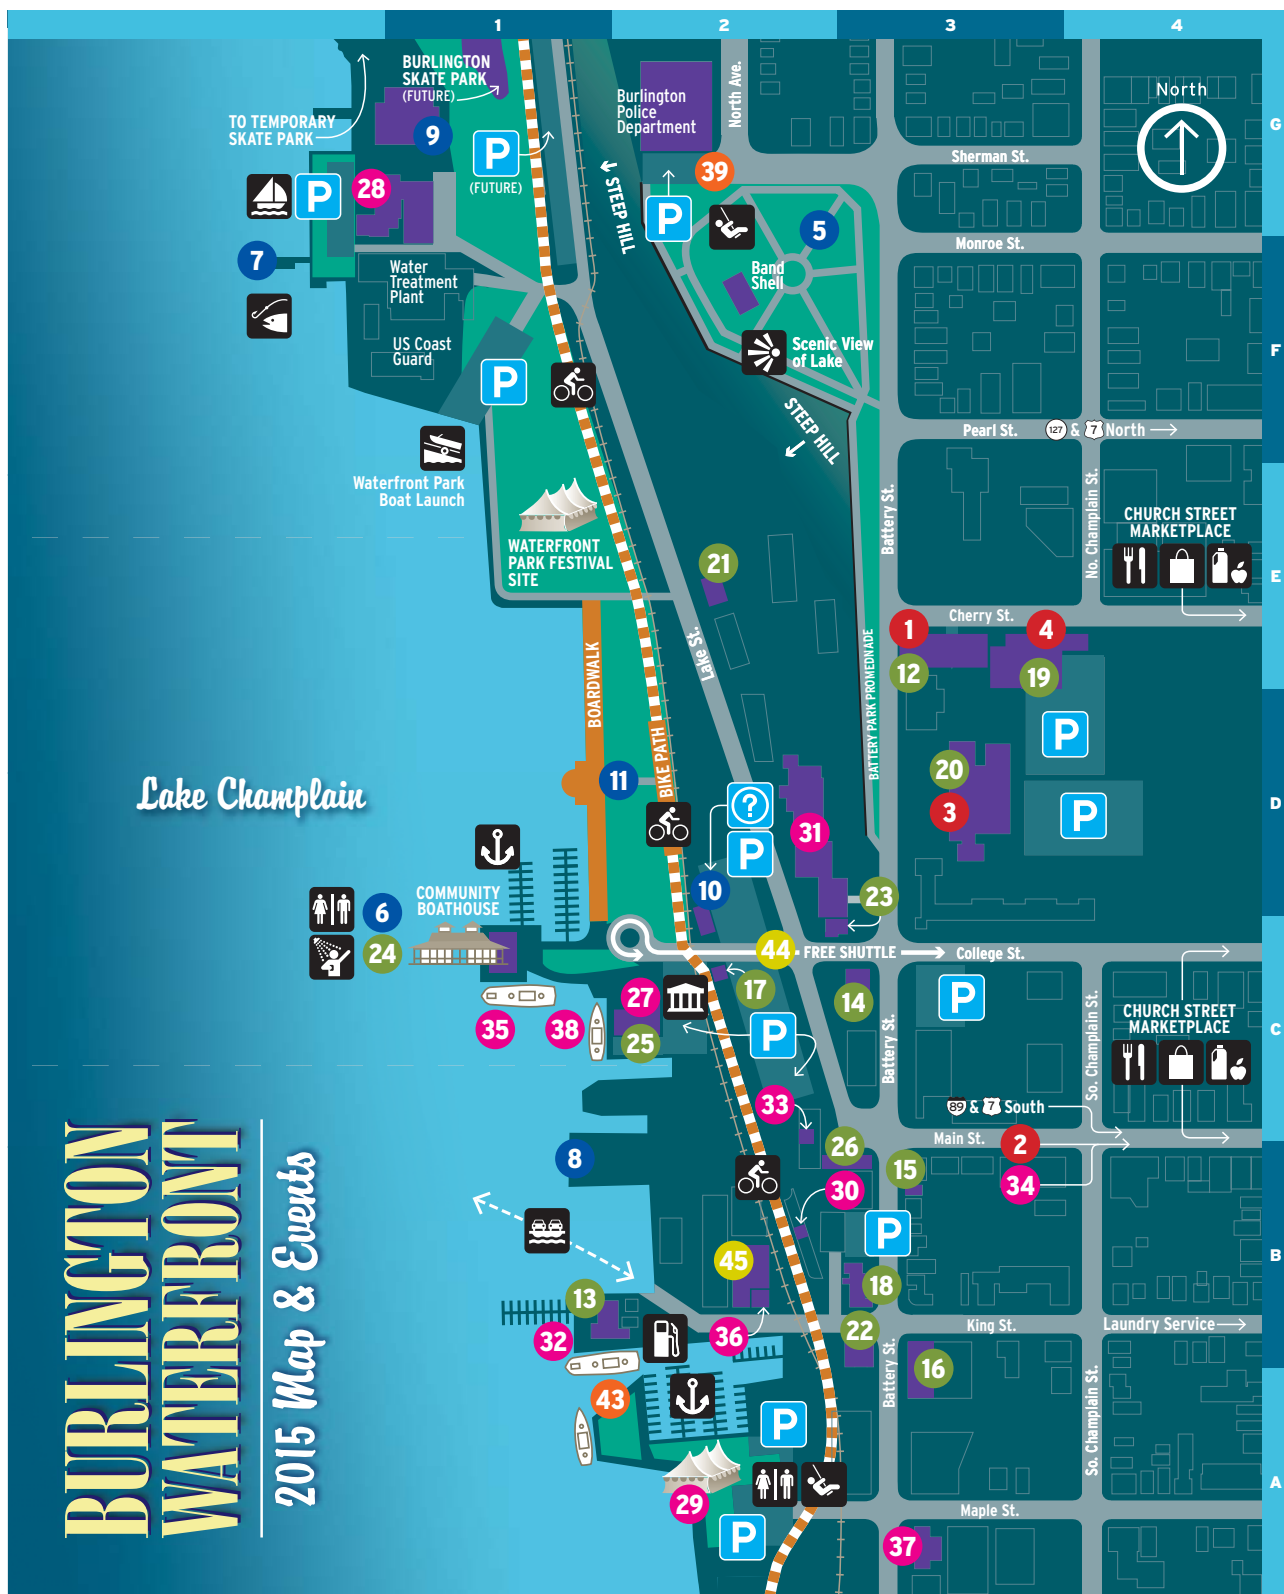 1
2
3
4
G
F
E
D
C
B
A
North
BURLINGTON
SKATE PARK
(FUTURE)
TO TEMPORARY
SKATE PARK
9
P
(FUTURE)
Burlington
Police
Department
North Ave.
Sherman St.
39
STEEP HILL
P
28
P
5
7
Monroe St.
Water
Treatment
Plant
Band
Shell
US Coast
Guard
P
Scenic View
of Lake
STEEP HILL
Pearl St.
127 & 7 North
Waterfront Park
Boat Launch
Battery St.
No. Champlain St.
CHURCH STREET
MARKETPLACE
WATERFRONT
PARK FESTIVAL
SITE
21
Cherry St.
1
4
12
19
Lake St.
BOARDWALK
BATTERY PARK PROMEDNADE
BIKE PATH
P
20
3
P
Lake Champlain
11
?
P
31
10
23
COMMUNITY
BOATHOUSE
6
24
44
FREE SHUTTLE
College St.
27
17
14
P
35
38
25
P
Battery St.
So. Champlain St.
CHURCH STREET
MARKETPLACE
33
89 & 7 South
Main St.
2
8
26
15
34
30
P
45
18
13
32
36
22
King St.
Laundry Service
16
Battery St.
So. Champlain St.
43
P
29
P
Maple St.
37
BURLINGTON
WATERFRONT
2015 Map & Events